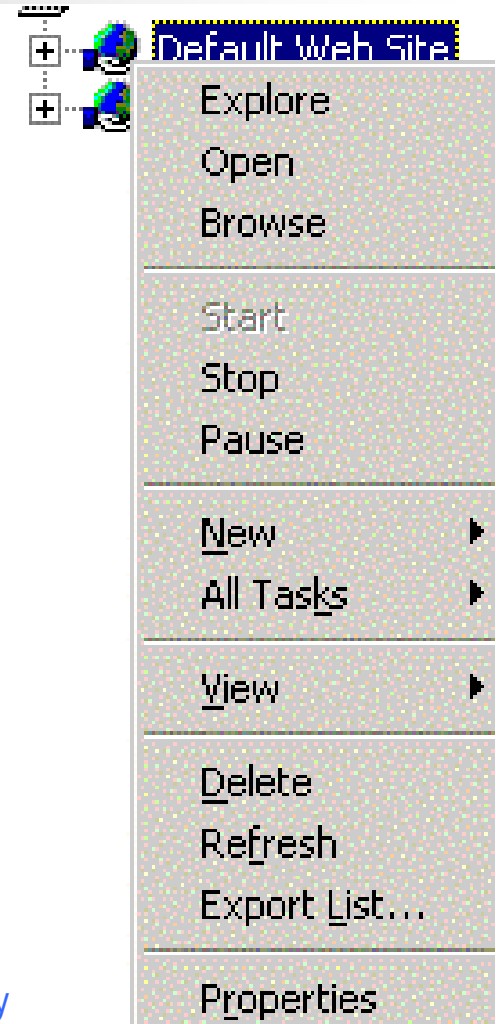 Default Web Site
Explore
Open
Browse
Start
Stop
Pause
New
All Tasks
View
Delete
Refresh
Export List...
Properties
y